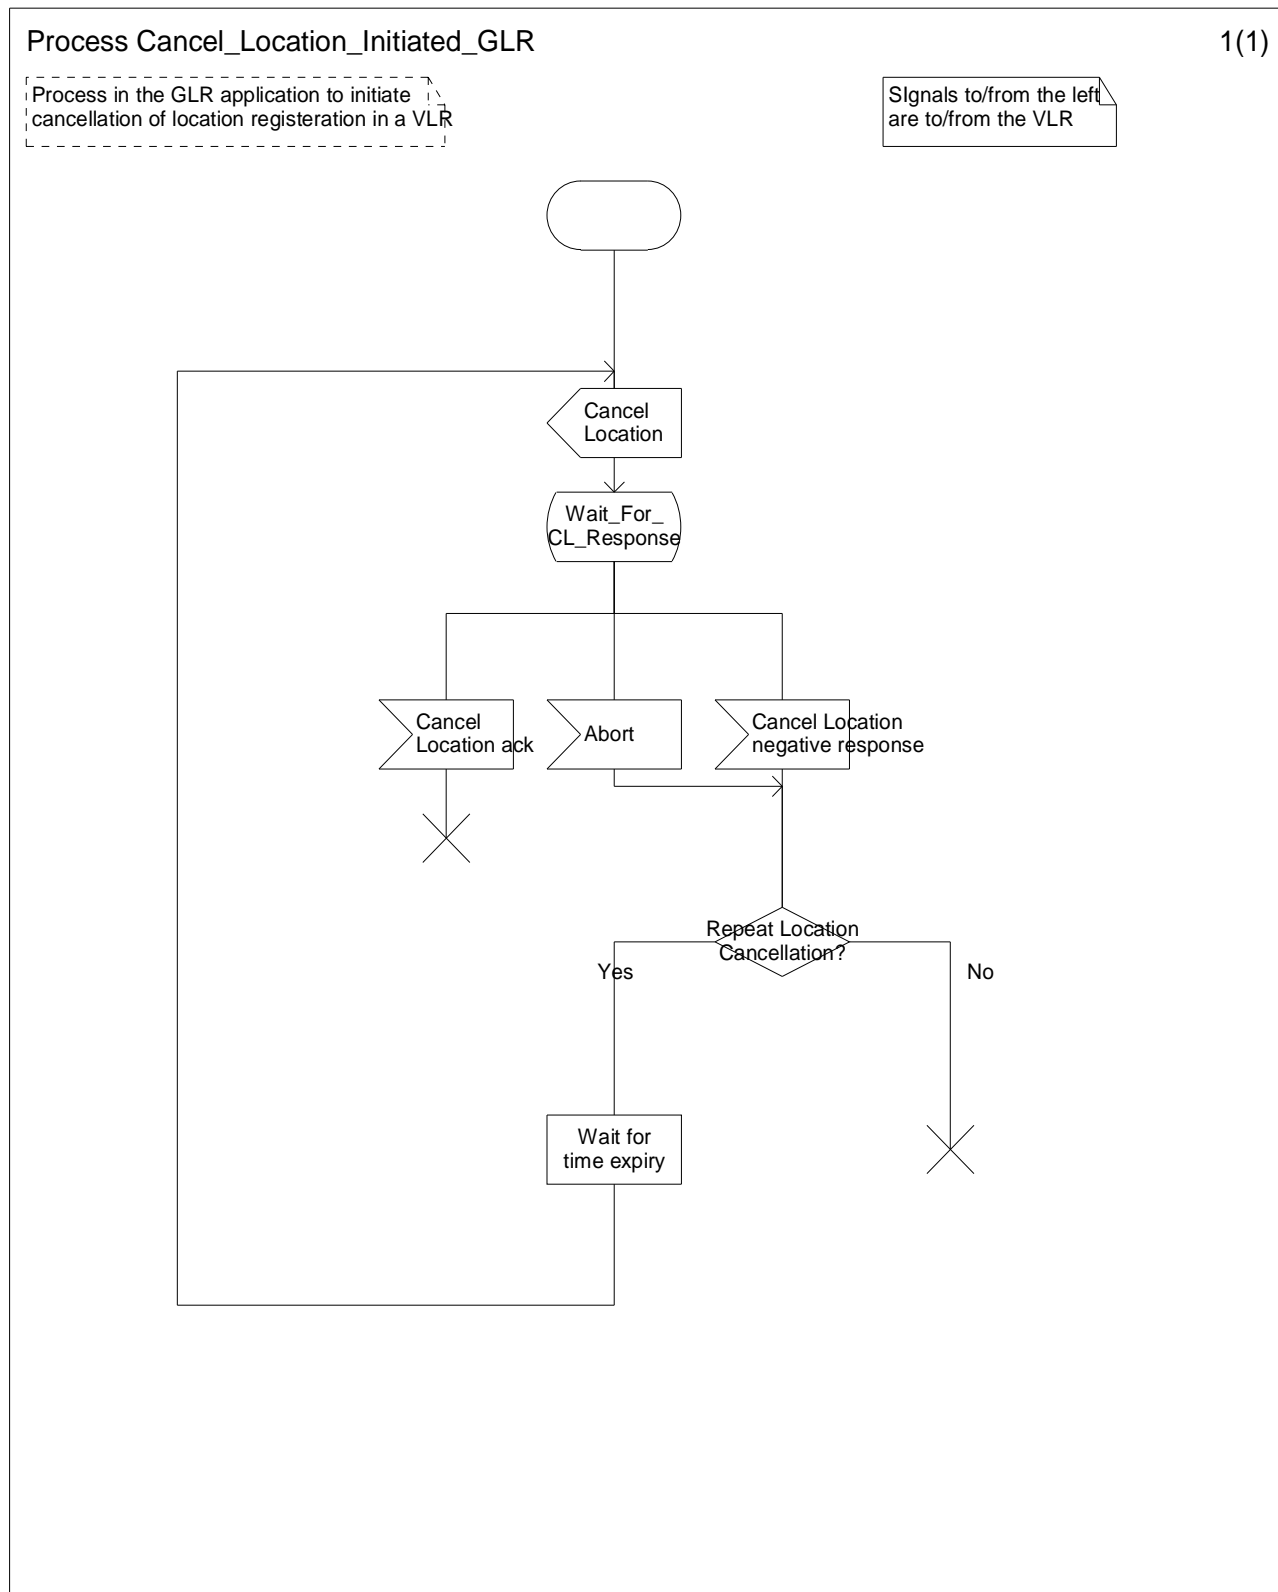 Process Cancel_Location_Initiated_GLR
1(1)
Process in the GLR application to initiate
cancellation of location registeration in a VLR
SIgnals to/from the left
are to/from the VLR
Cancel
Location
Wait_For_
CL_Response
Cancel
Location ack
Abort
Cancel Location
negative response
Repeat Location
Cancellation?
Yes
No
Wait for
time expiry